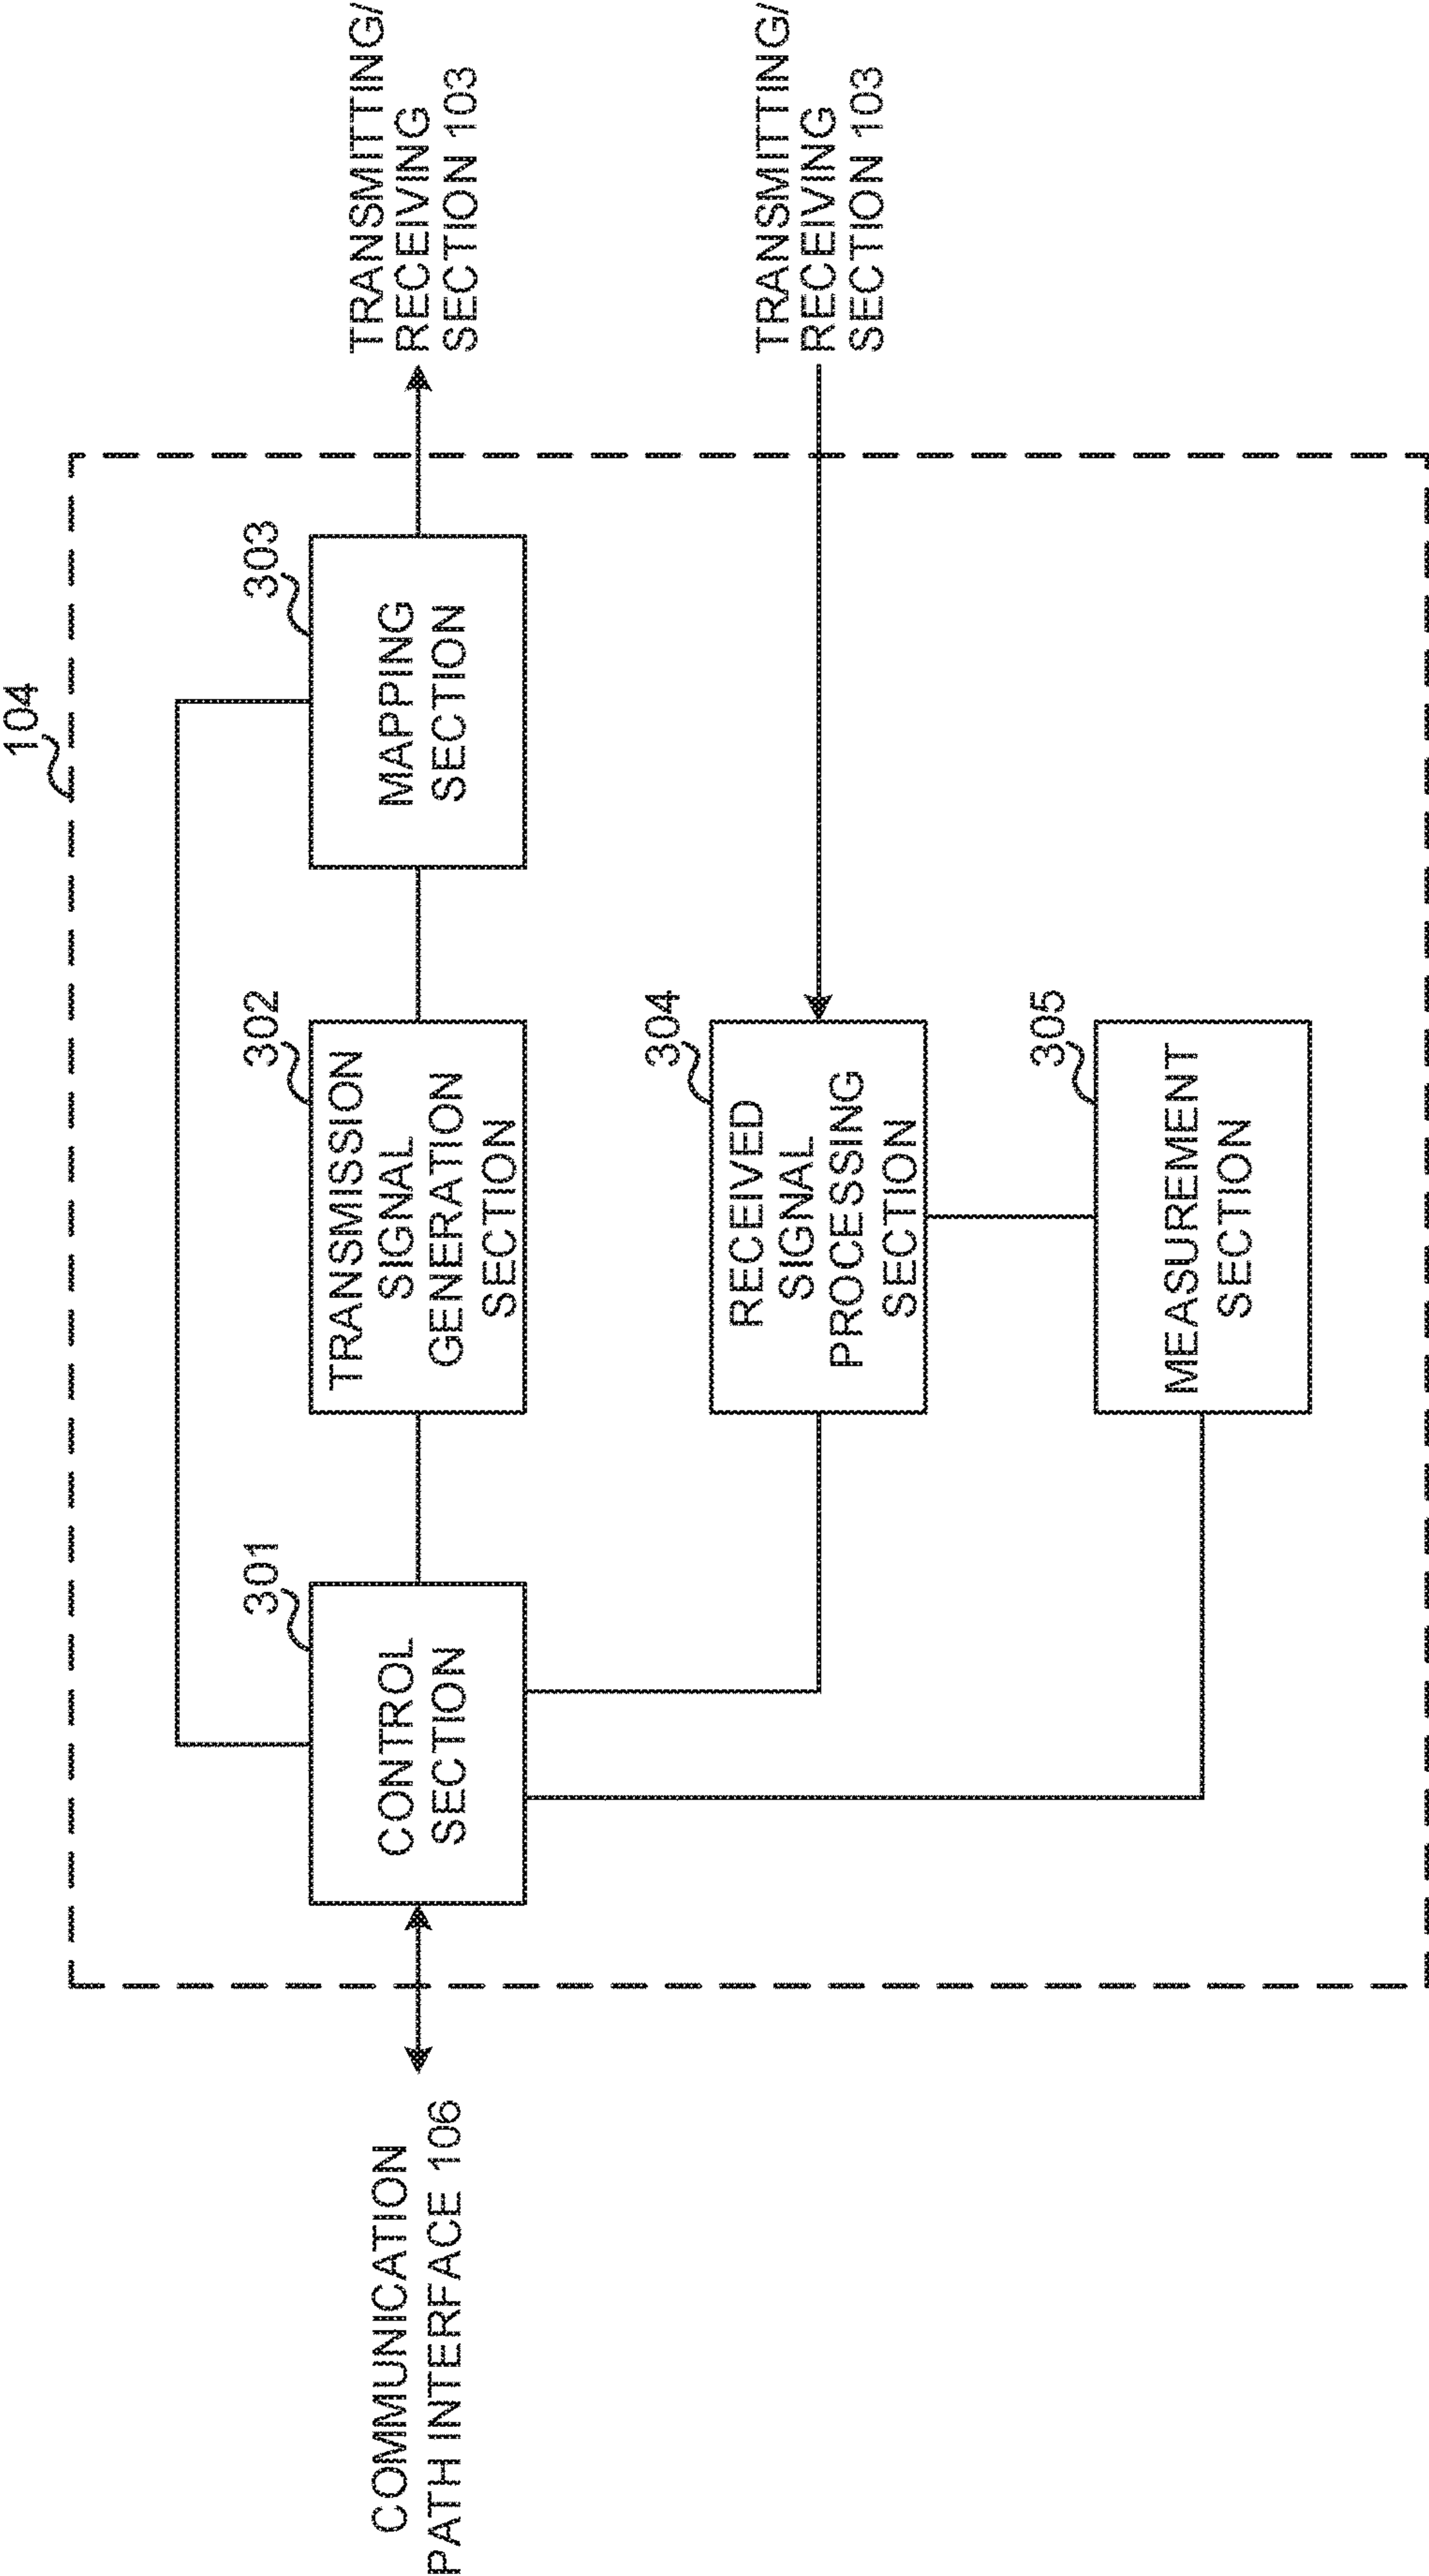 104
COMMUNICATION
PATH INTERFACE 106
301
CONTROL
SECTION
302
TRANSMISSION
SIGNAL
GENERATION
SECTION
303
MAPPING
SECTION
TRANSMITTING/
RECEIVING
SECTION 103
304
RECEIVED
SIGNAL
PROCESSING
SECTION
TRANSMITTING/
RECEIVING
SECTION 103
305
MEASUREMENT
SECTION